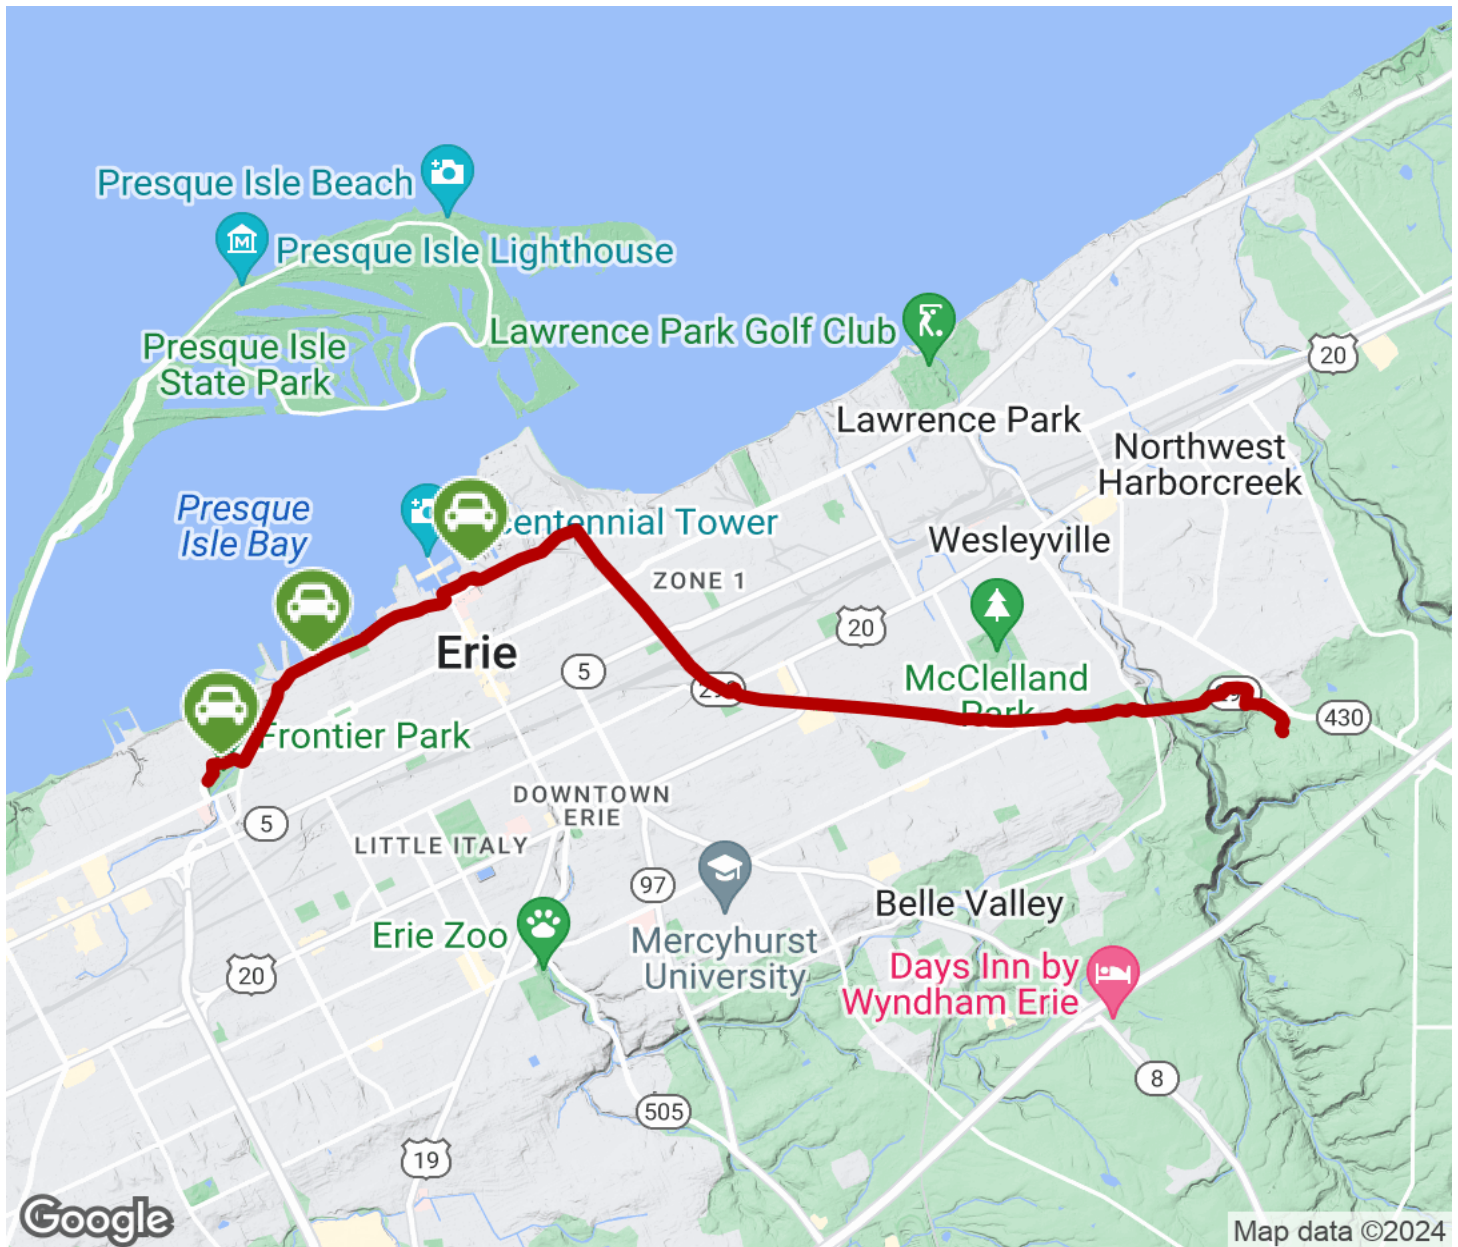 Presque Isle Beach
Presque Isle Lighthouse
Lawrence Park Golf Club
Presque Isle
State Park
20
Lawrence Park
Northwest
Harborcreek
Presque
Isle Bay
centennial Tower
Wesleyville
ZONE 1
20
Erie
5
McClelland
Park
430
Frontier Park
DOWNTOWN
ERIE
5
LITTLE ITALY
97
Belle Valley
Erie Zoo
Mercyhurst
University
20
Days Inn by
Wyndham Erie
8
505
19
Google
Map data ©2024